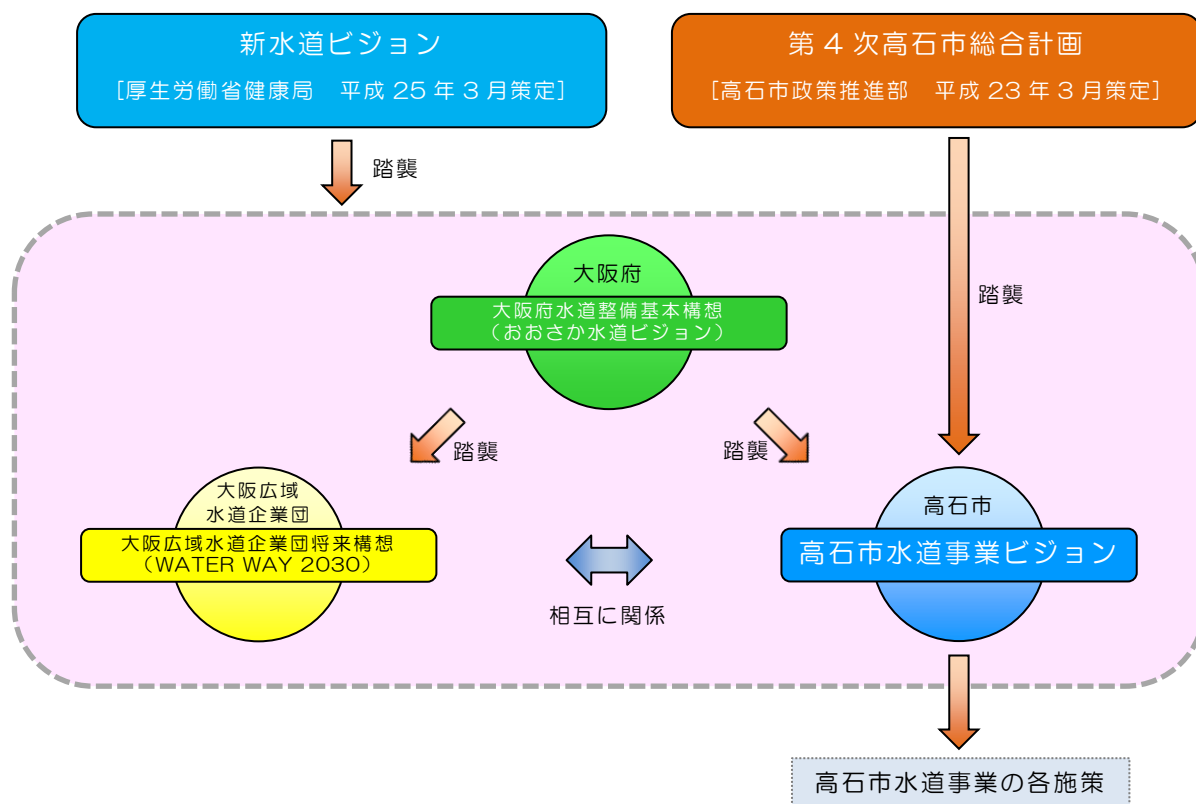 新水道ビジョン
[厚生労働省健康局　平成 25 年 3 月策定]
第 4 次高石市総合計画
[高石市政策推進部　平成 23 年 3 月策定]
踏襲
踏襲
大阪府
大阪府水道整備基本構想
（おおさか水道ビジョン）
踏襲
踏襲
大阪広域
水道企業団
大阪広域水道企業団将来構想
（WATER WAY 2030）
相互に関係
高石市
高石市水道事業ビジョン
高石市水道事業の各施策